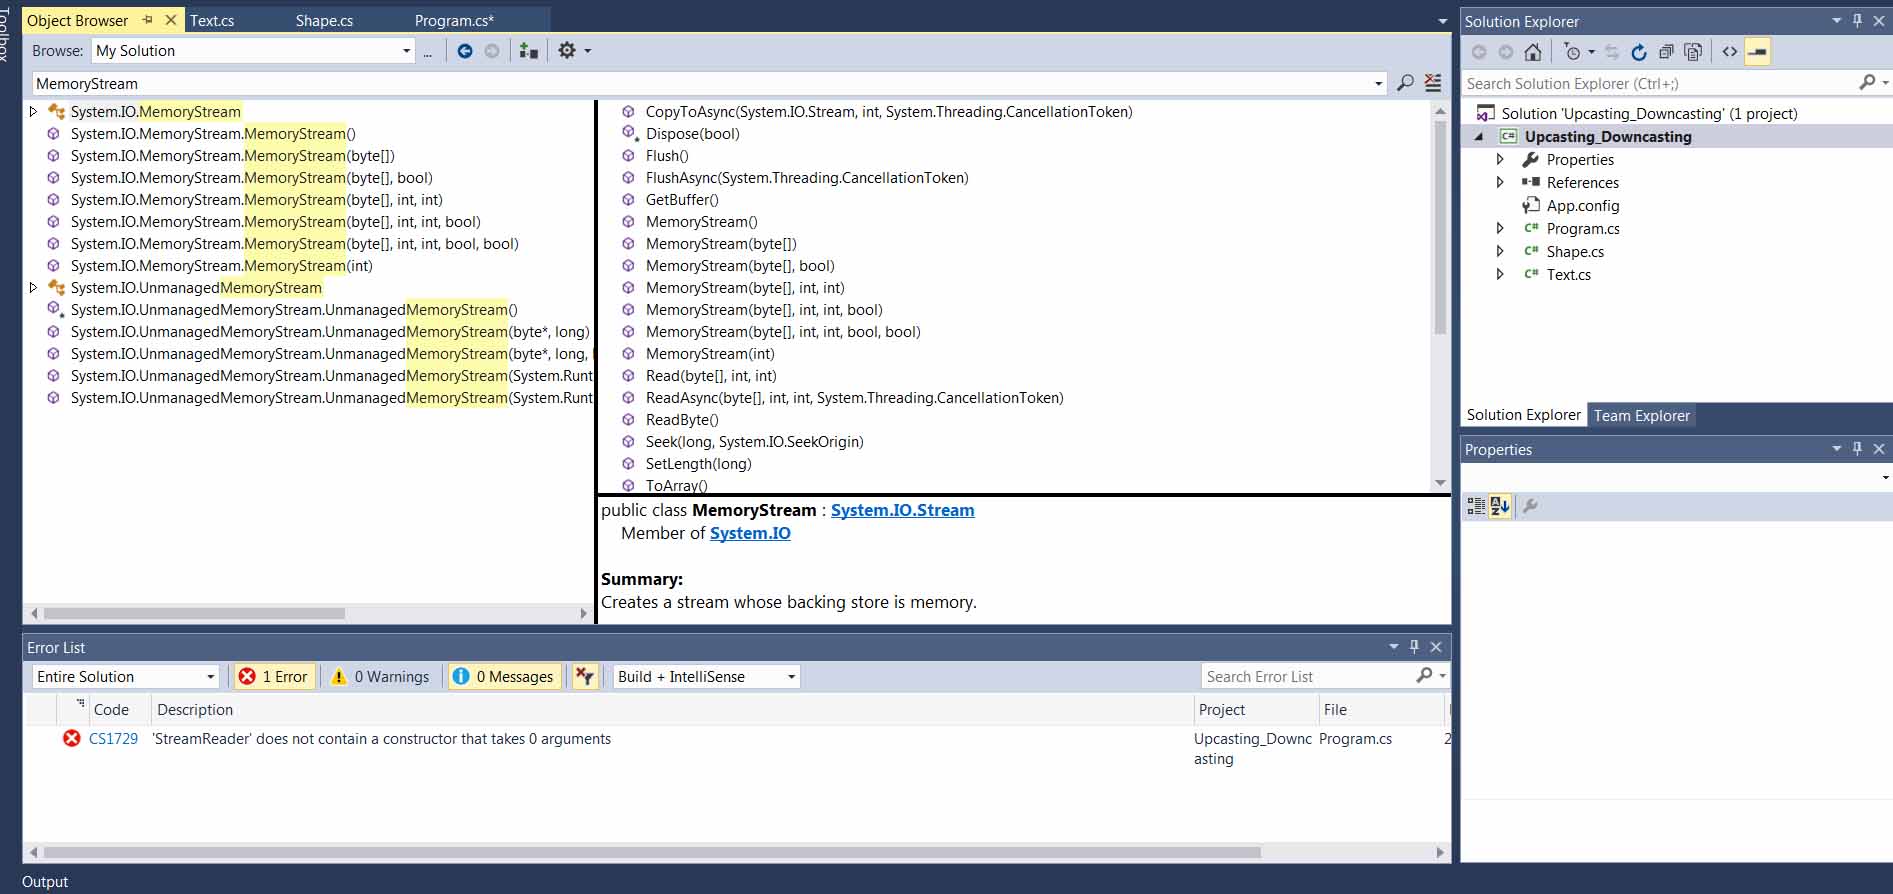 Toolbox
Object Browser
Text.cs
Shape.cs
Program.cs*
Browse: My Solution
...
MemoryStream
System.IO.MemoryStream
System.IO.MemoryStream.MemoryStream()
System.IO.MemoryStream.MemoryStream(byte[])
System.IO.MemoryStream.MemoryStream(byte[], bool)
System.IO.MemoryStream.MemoryStream(byte[], int, int)
System.IO.MemoryStream.MemoryStream(byte[], int, int, bool)
System.IO.MemoryStream.MemoryStream(byte[], int, int, bool, bool)
System.IO.MemoryStream.MemoryStream(int)
System.IO.UnmanagedMemoryStream
System.IO.UnmanagedMemoryStream.UnmanagedMemoryStream()
System.IO.UnmanagedMemoryStream.UnmanagedMemoryStream(byte*, long)
System.IO.UnmanagedMemoryStream.UnmanagedMemoryStream(byte*, long,
System.IO.UnmanagedMemoryStream.UnmanagedMemoryStream(System.Runt
System.IO.UnmanagedMemoryStream.UnmanagedMemoryStream(System.Runt
CopyToAsync(System.IO.Stream, int, System.Threading.CancellationToken)
Dispose(bool)
Flush()
FlushAsync(System.Threading.CancellationToken)
GetBuffer()
MemoryStream()
MemoryStream(byte[])
MemoryStream(byte[], bool)
MemoryStream(byte[], int, int)
MemoryStream(byte[], int, int, bool)
MemoryStream(byte[], int, int, bool, bool)
MemoryStream(int)
Read(byte[], int, int)
ReadAsync(byte[], int, int, System.Threading.CancellationToken)
ReadByte()
Seek(long, System.IO.SeekOrigin)
SetLength(long)
ToArray()
public class MemoryStream : System.IO.Stream
Member of System.IO
Summary:
Creates a stream whose backing store is memory.
Error List
Entire Solution
1 Error
0 Warnings
0 Messages
Build + IntelliSense
Search Error List
Code
Description
Project
File
CS1729
'StreamReader' does not contain a constructor that takes 0 arguments
Upcasting_Downc
asting
Program.cs
2
Output
Solution Explorer
Search Solution Explorer (Ctrl+;)
Solution 'Upcasting_Downcasting' (1 project)
C# Upcasting_Downcasting
Properties
References
App.config
C# Program.cs
C# Shape.cs
C# Text.cs
Solution Explorer
Team Explorer
Properties